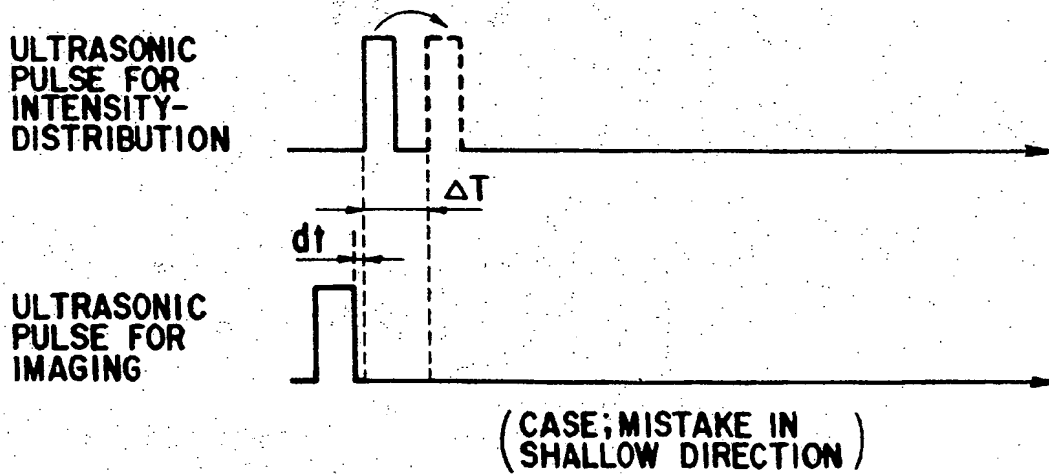 ULTRASONIC
PULSE FOR
INTENSITY-
DISTRIBUTION
ΔT
dt
ULTRASONIC
PULSE FOR
IMAGING
(CASE; MISTAKE IN
SHALLOW DIRECTION)